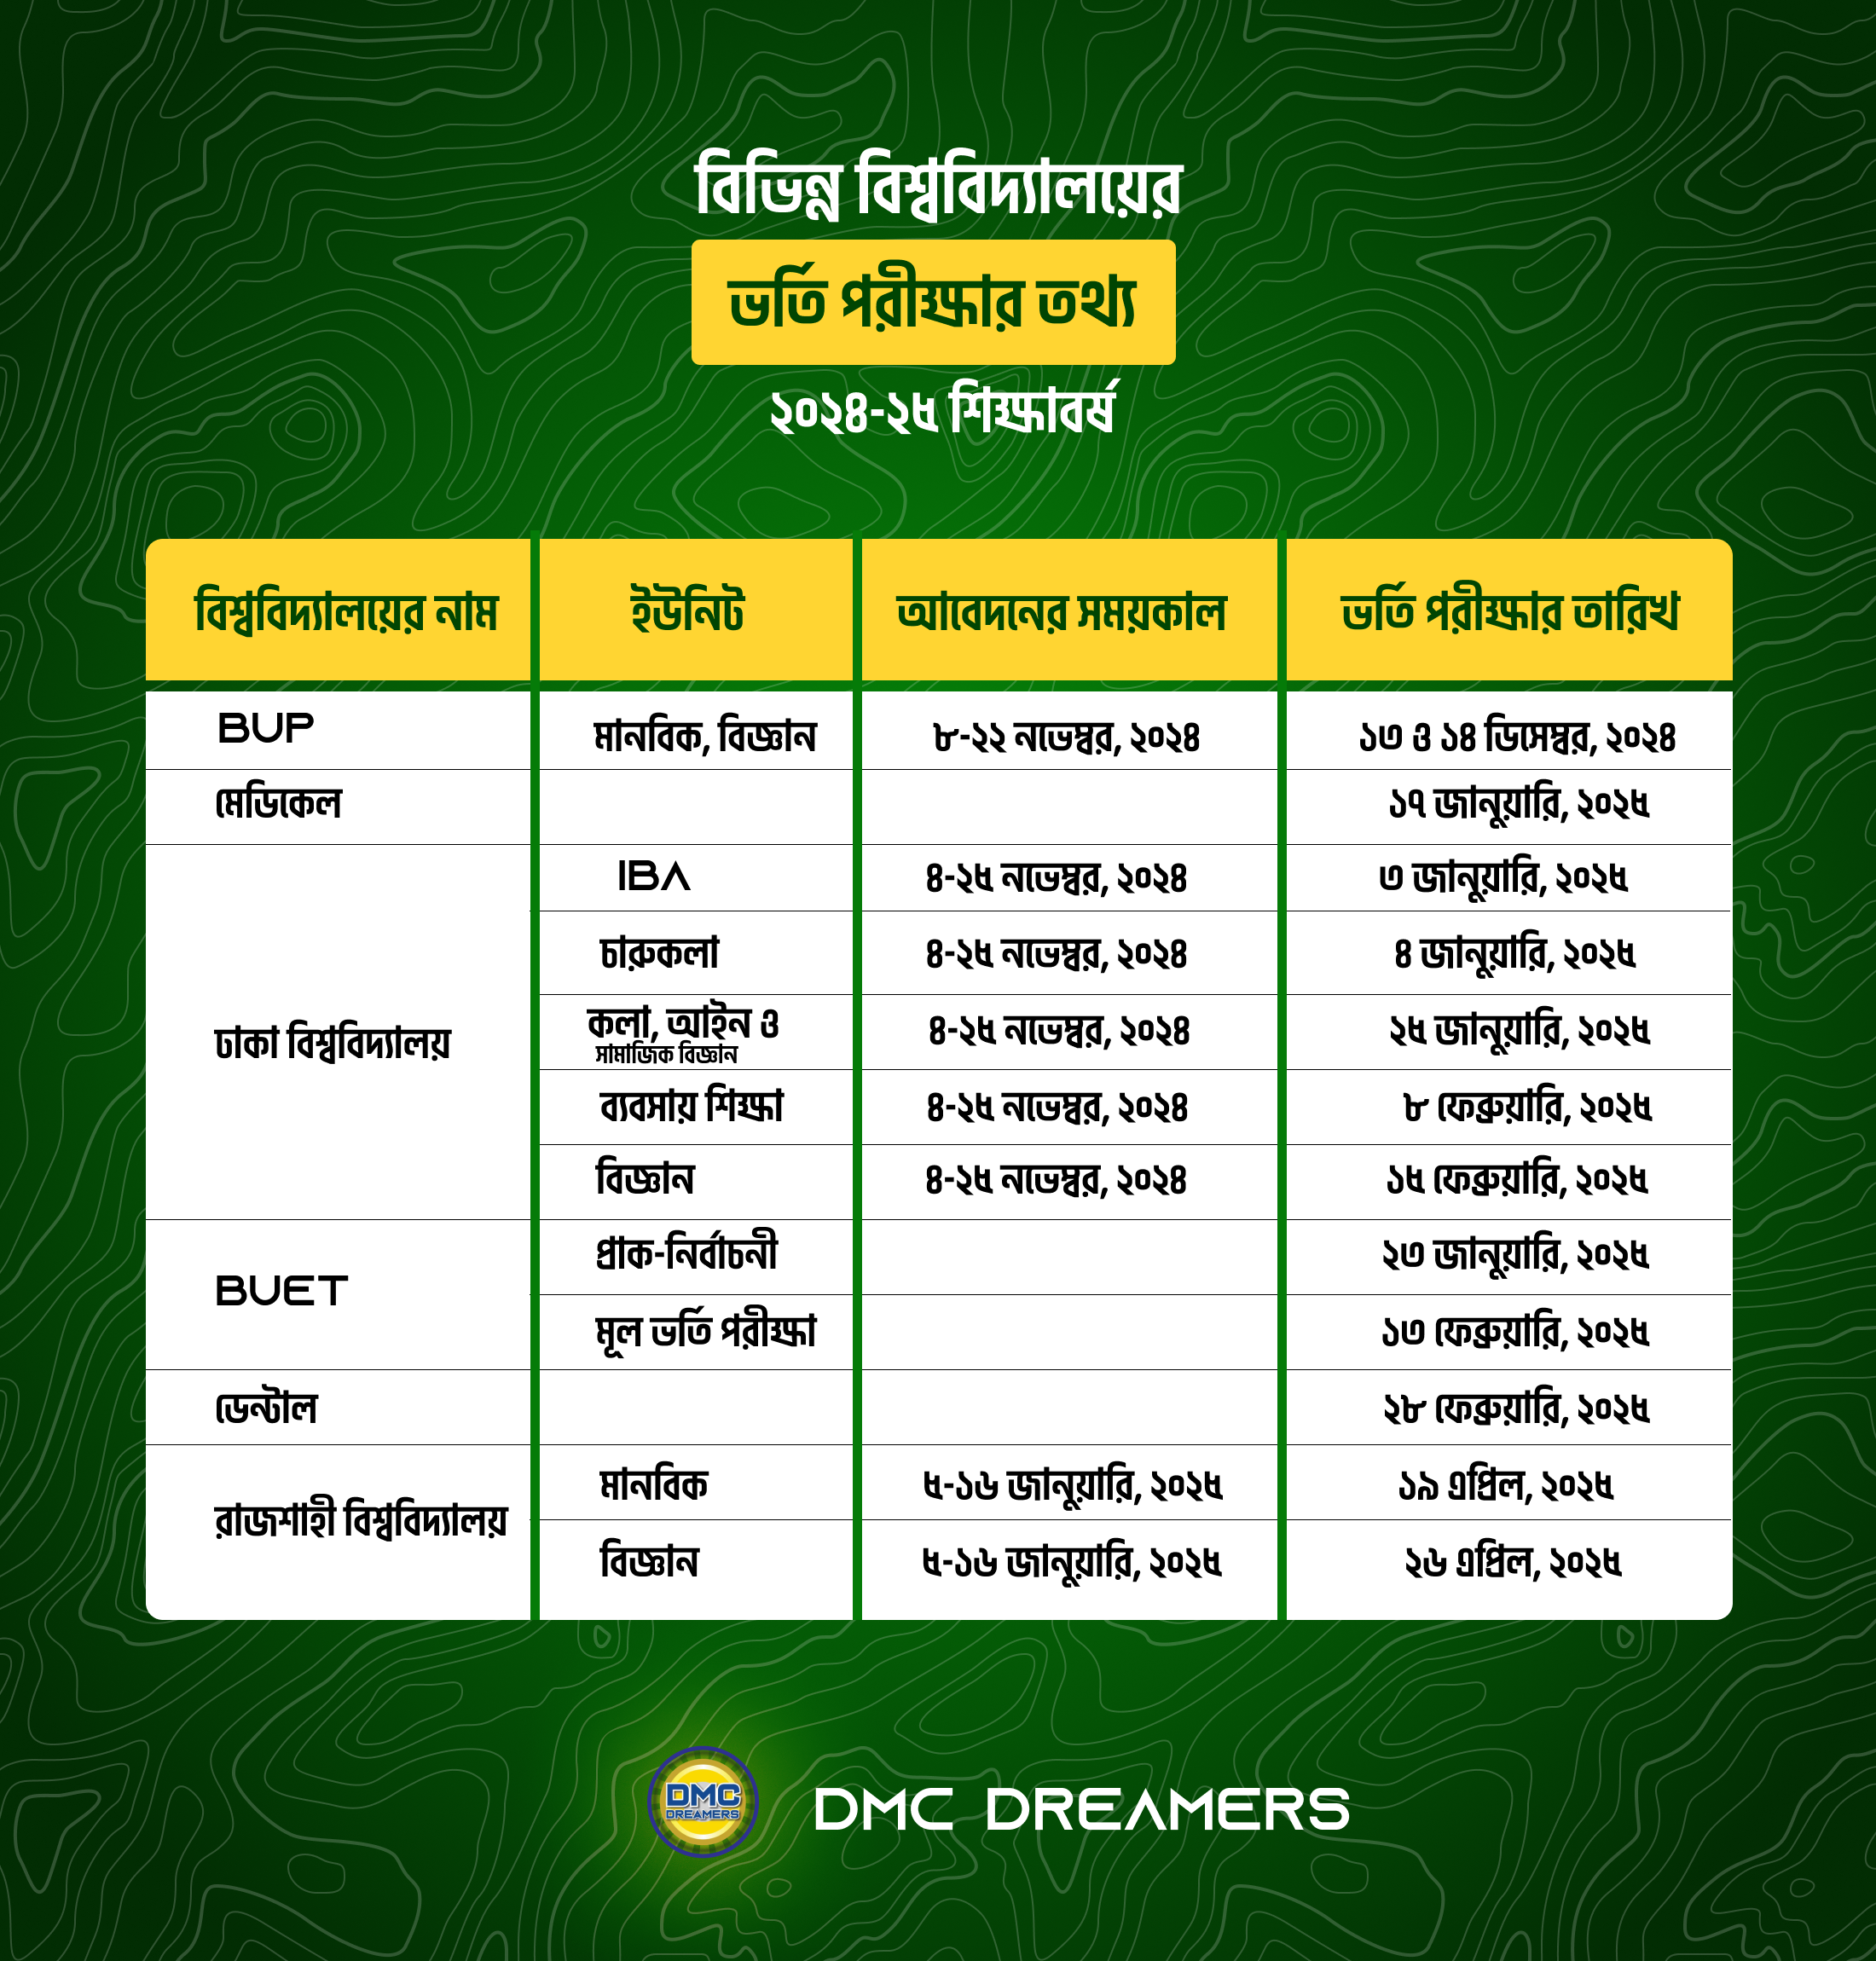 বিভিন্ন বিশ্ববিদ্যালয়ের
ভর্তি পরীক্ষার তথ্য
২০২৪-২৫ শিক্ষাবর্ষ
বিশ্ববিদ্যালয়ের নাম ইউনিট আবেদনের সময়কাল ভর্তি পরীক্ষার তারিখ
BUP মানবিক, বিজ্ঞান ৮-২২ নভেম্বর, ২০২৪ ১৩ ও ১৪ ডিসেম্বর, ২০২৪
মেডিকেল ১৭ জানুয়ারি, ২০২৫
IBA ৪-২৫ নভেম্বর, ২০২৪ ৩ জানুয়ারি, ২০২৫
চারুকলা ৪-২৫ নভেম্বর, ২০২৪ ৪ জানুয়ারি, ২০২৫
কলা, আইন ও ৪-২৫ নভেম্বর, ২০২৪ ২৫ জানুয়ারি, ২০২৫
ঢাকা বিশ্ববিদ্যালয় সামাজিক বিজ্ঞান
ব্যবসায় শিক্ষা ৪-২৫ নভেম্বর, ২০২৪ ৮ ফেব্রুয়ারি, ২০২৫
বিজ্ঞান ৪-২৫ নভেম্বর, ২০২৪ ১৫ ফেব্রুয়ারি, ২০২৫
প্রাক-নির্বাচনী ২৩ জানুয়ারি, ২০২৫
BUET
মূল ভর্তি পরীক্ষা ১৩ ফেব্রুয়ারি, ২০২৫
ডেন্টাল ২৮ ফেব্রুয়ারি, ২০২৫
মানবিক ৫-১৬ জানুয়ারি, ২০২৫ ১৯ এপ্রিল, ২০২৫
রাজশাহী বিশ্ববিদ্যালয়
বিজ্ঞান ৫-১৬ জানুয়ারি, ২০২৫ ২৬ এপ্রিল, ২০২৫
DMC
DREAMERS
DMC DREAMERS